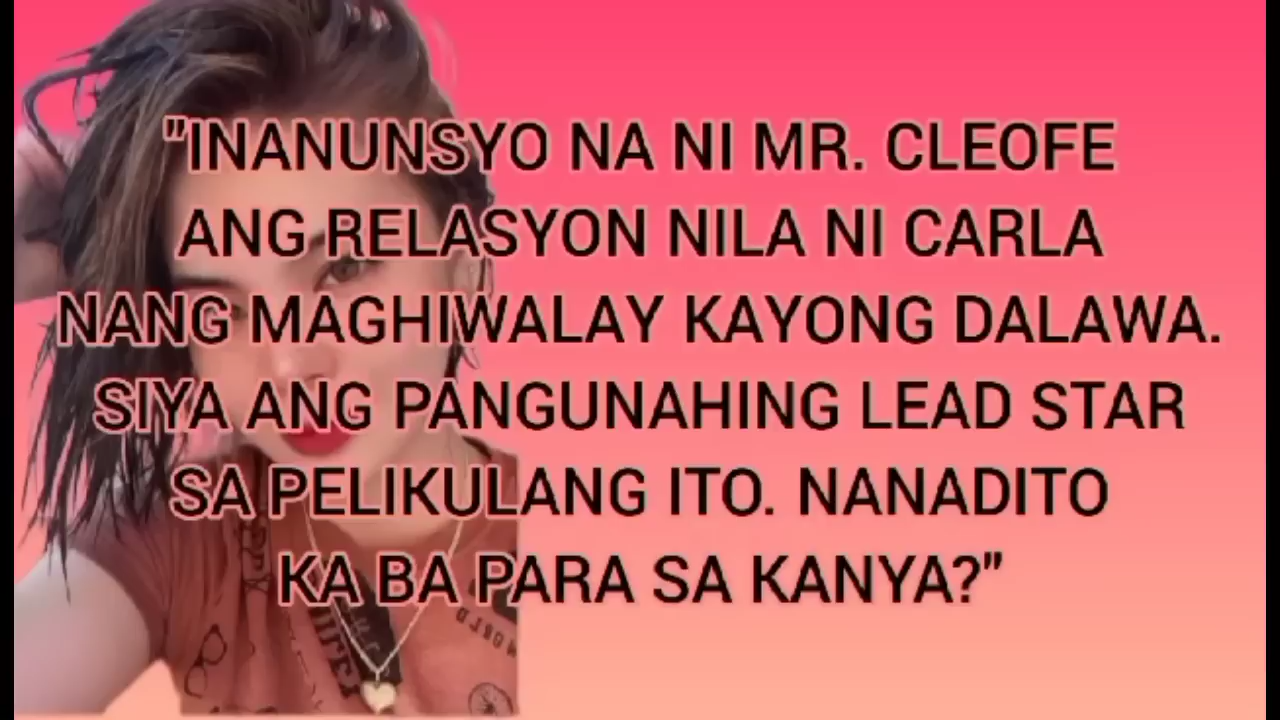 "INANUNSYO NA NI MR. CLEOFE
ANG RELASYON NILA NI CARLA
NANG MAGHIWALAY KAYONG DALAWA.
SIYA ANG PANGUNAHING LEAD STAR
SA PELIKULANG ITO. NANADITO
KA BA PARA SA KANYA?"